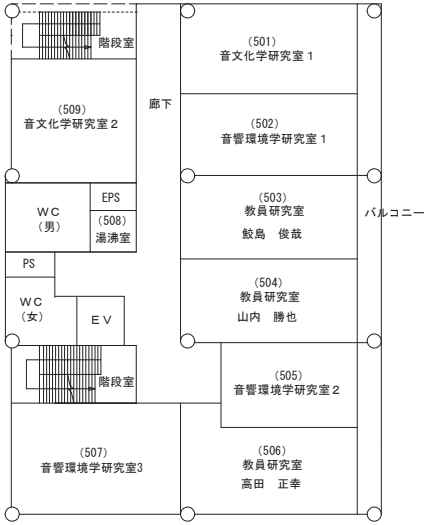 階段室
(501)
音文化学研究室1
(509)
音文化学研究室2
廊下
(502)
音響環境学研究室1
WC
(男)
EPS
(508)
湯沸室
(503)
教員研究室
鮫島 俊哉
バルコニー
PS
WC
(女)
EV
(504)
教員研究室
山内 勝也
階段室
(505)
音響環境学研究室2
(507)
音響環境学研究室3
(506)
教員研究室
高田 正幸